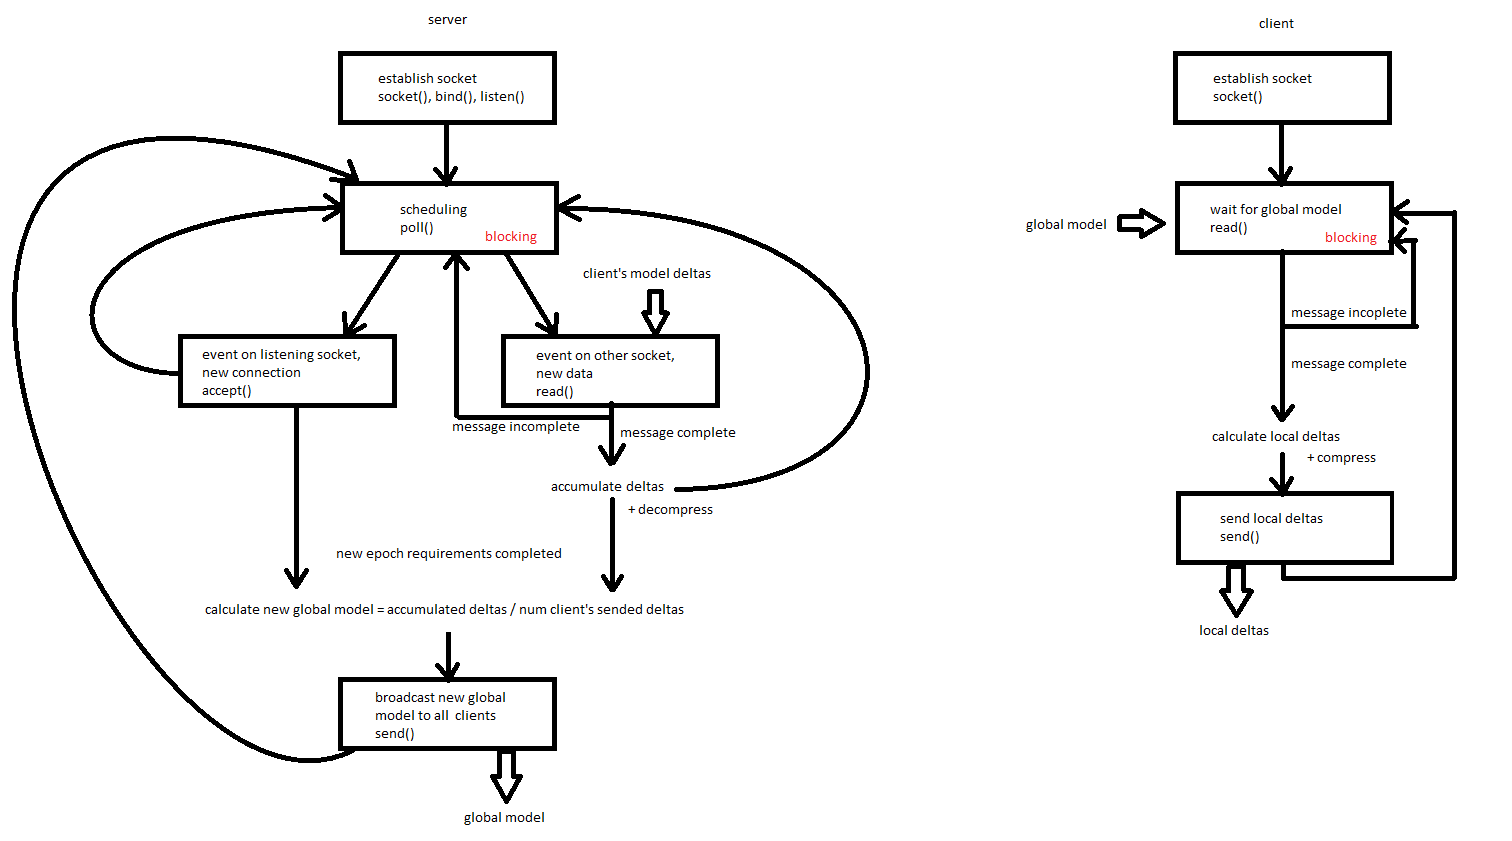 server
establish socket
socket(), bind(), listen()
scheduling
poll()
blocking
client's model deltas
event on listening socket,
new connection
accept()
event on other socket,
new data
read()
message incomplete
message complete
accumulate deltas
+ decompress
new epoch requirements completed
calculate new global model = accumulated deltas / num client's sended deltas
broadcast new global
model to all clients
send()
global model
client
establish socket
socket()
global model
wait for global model
read()
blocking
message incoplete
message complete
calculate local deltas
+ compress
send local deltas
send()
local deltas